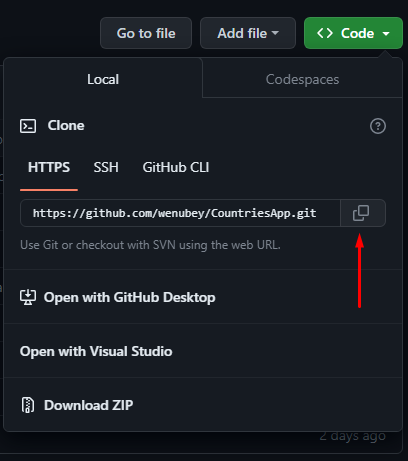 Go to file
Add file
<> Code
Local
Codespaces
Clone
HTTPS
SSH
GitHub CLI
https://github.com/wenubey/CountriesApp.git
Use Git or checkout with SVN using the web URL.
Open with GitHub Desktop
Open with Visual Studio
Download ZIP
2 days ago